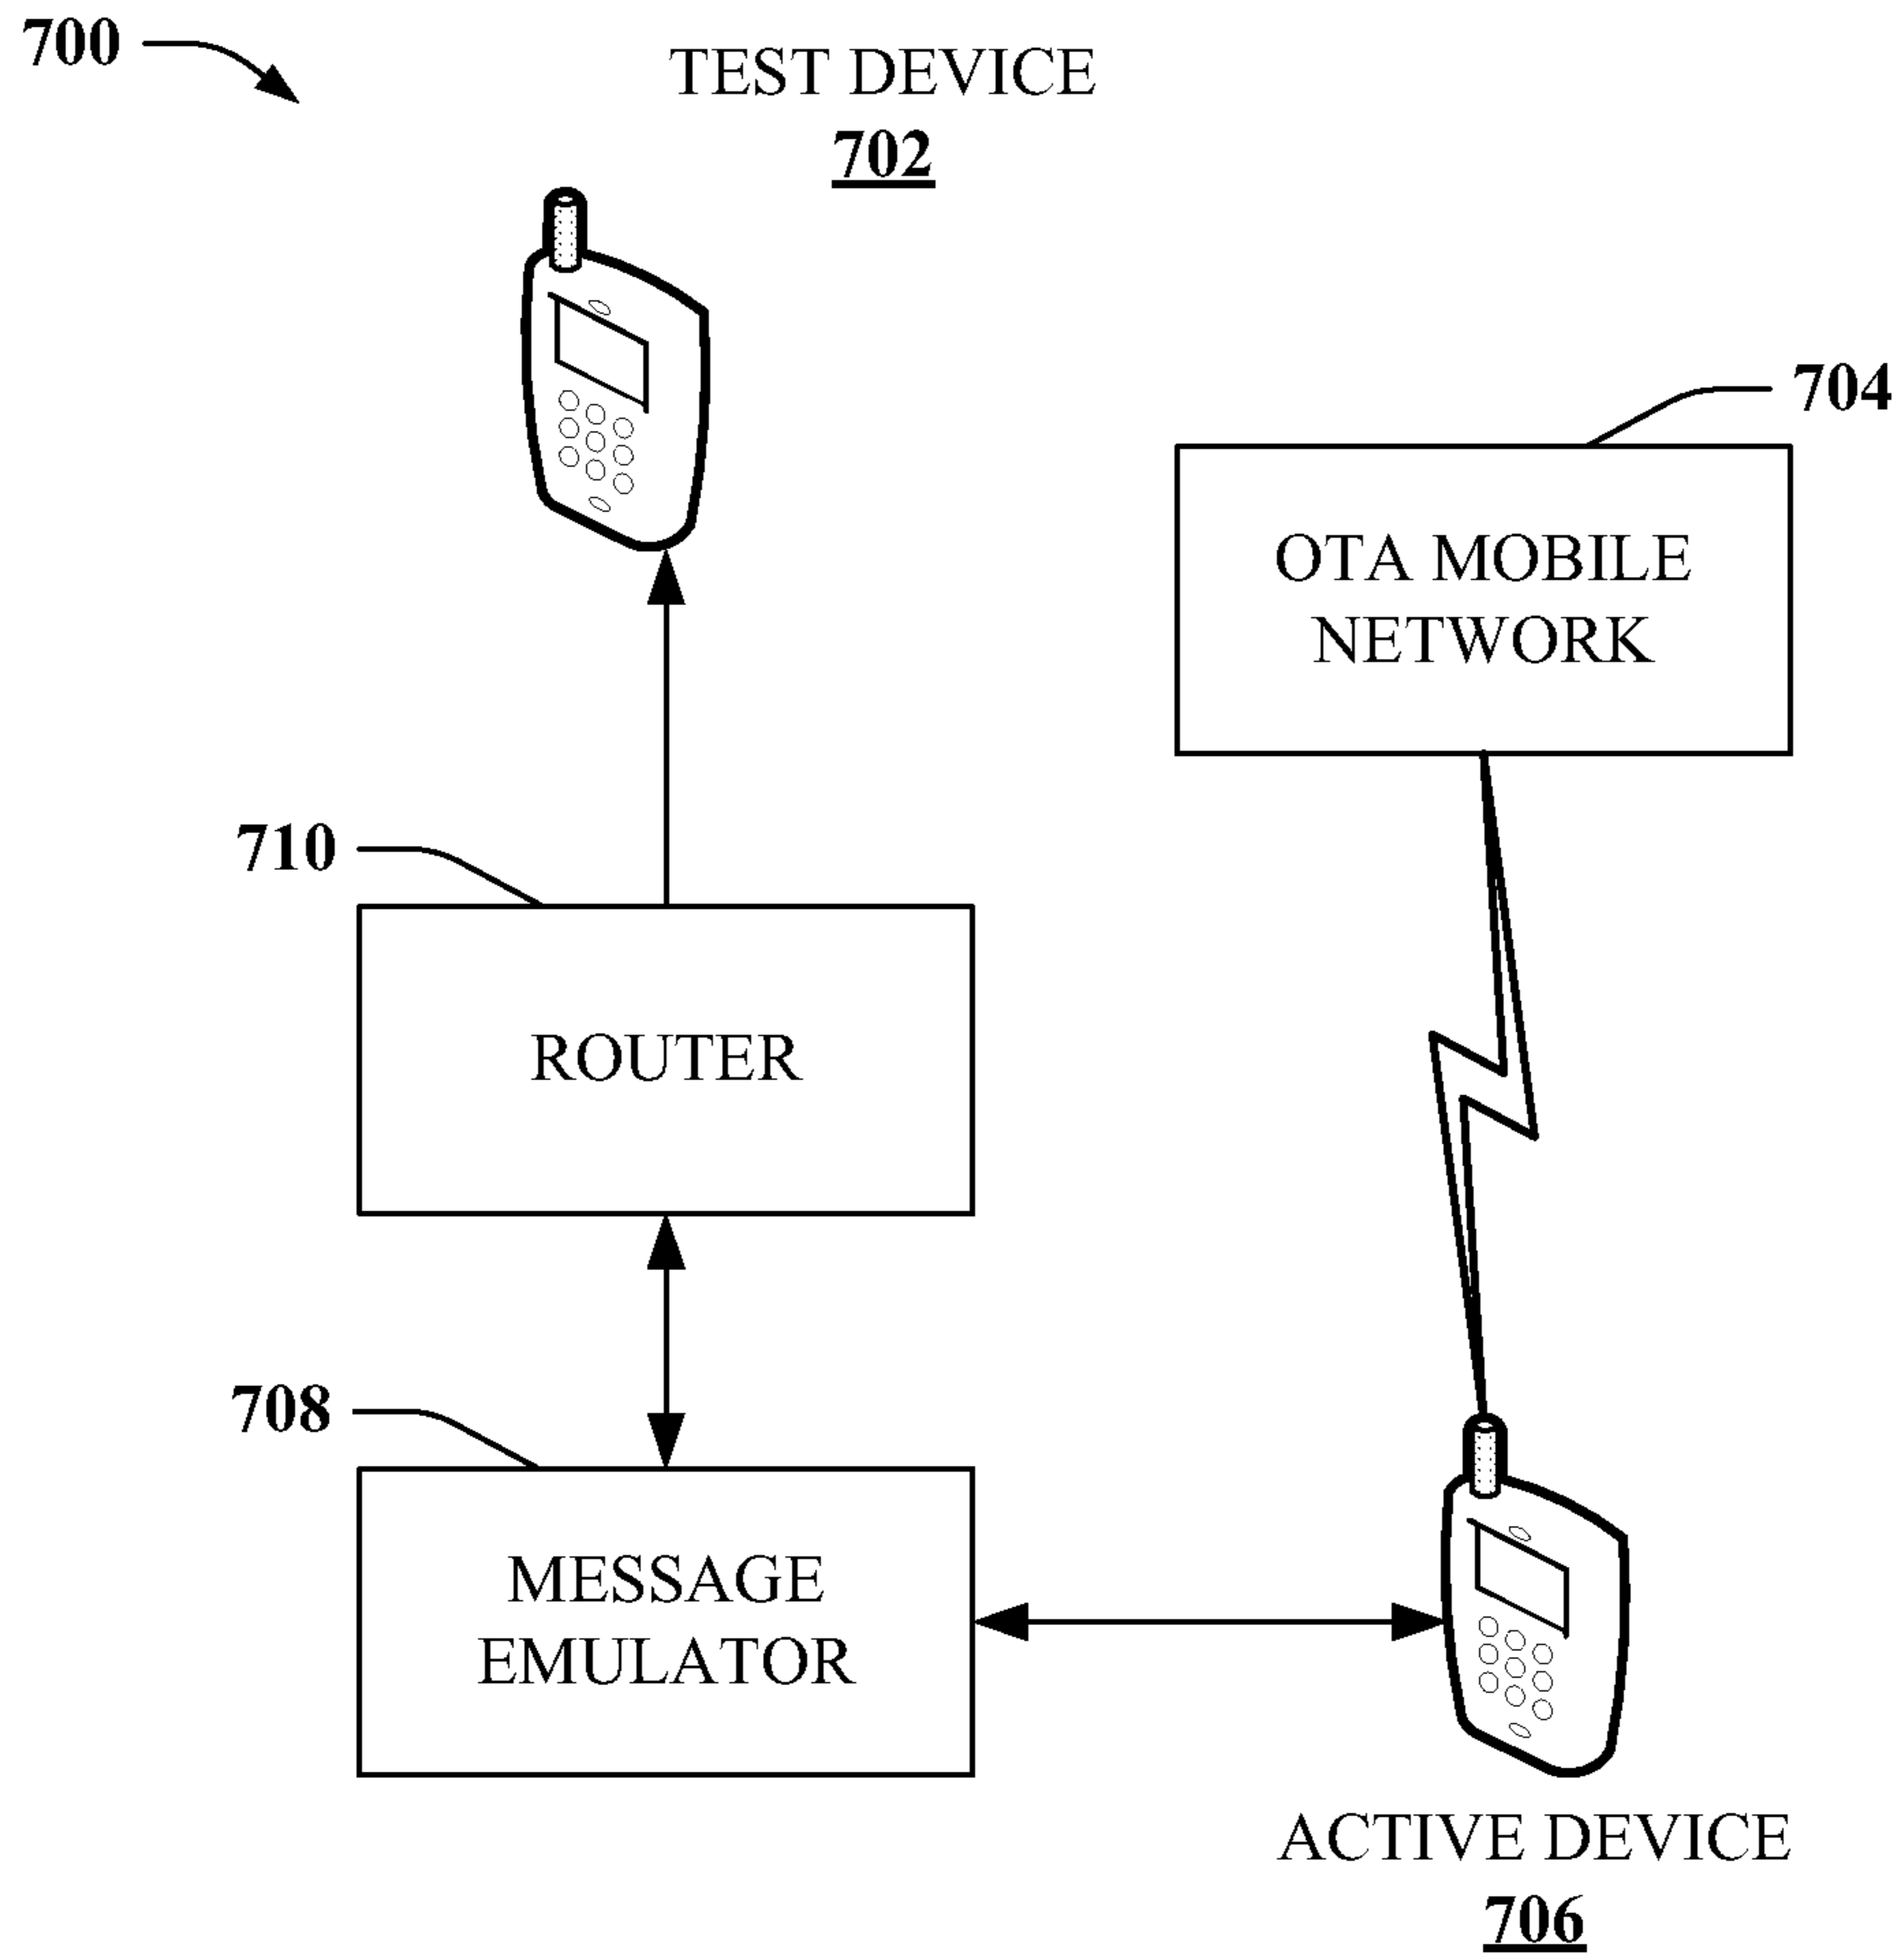 700
TEST DEVICE
702
704
OTA MOBILE
NETWORK
710
ROUTER
708
MESSAGE
EMULATOR
ACTIVE DEVICE
706